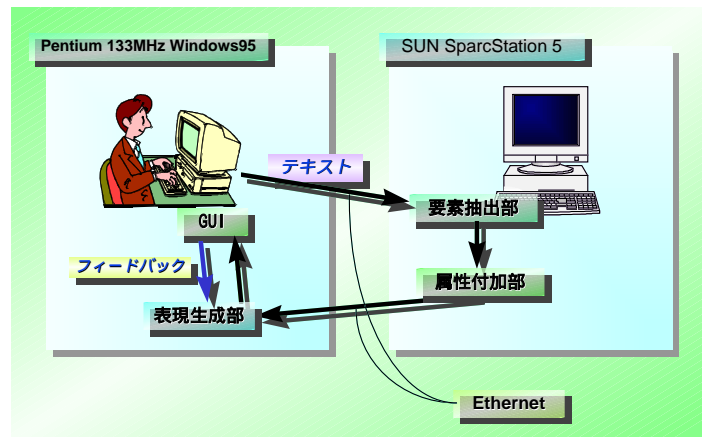 Pentium 133MHz Windows95
SUN SparcStation 5
テキスト
要素抽出部
GUI
フィードバック
属性付加部
表現生成部
Ethernet